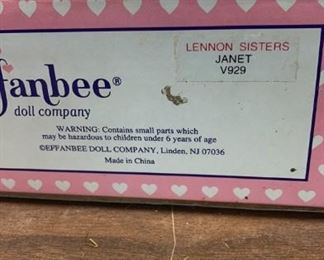 LENNON SISTERS
JANET
V929
fanbee®
doll company
WARNING: Contains small parts which
may be hazardous to children under 6 years of age
©EFFANBEE DOLL COMPANY, Linden, NJ 07036
Made in China